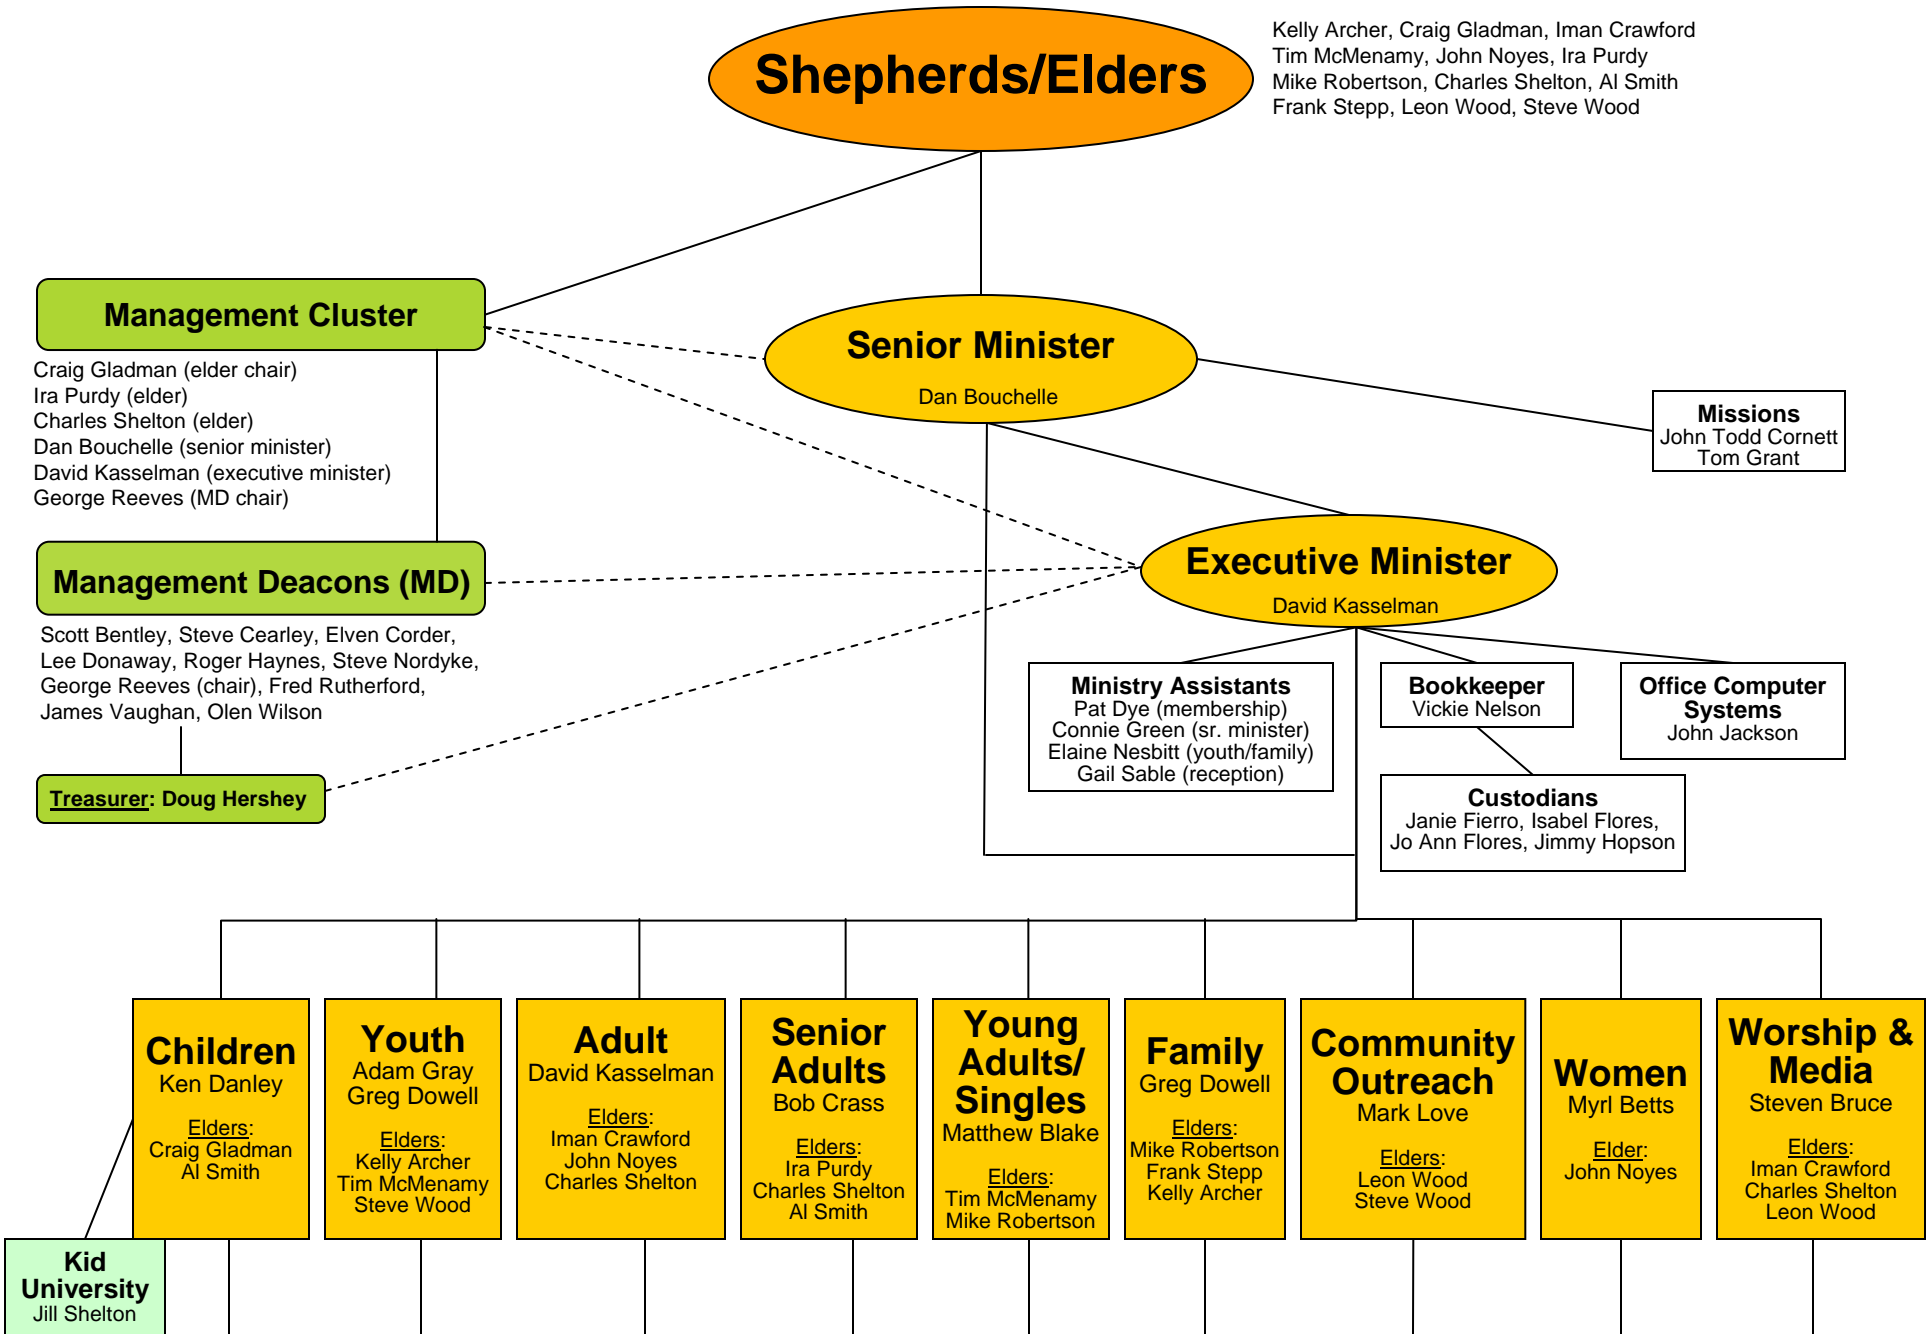 Shepherds/Elders
Kelly Archer, Craig Gladman, Iman Crawford
Tim McMenamy, John Noyes, Ira Purdy
Mike Robertson, Charles Shelton, Al Smith
Frank Stepp, Leon Wood, Steve Wood
Management Cluster
Craig Gladman (elder chair)
Ira Purdy (elder)
Charles Shelton (elder)
Dan Bouchelle (senior minister)
David Kasselman (executive minister)
George Reeves (MD chair)
Senior Minister
Dan Bouchelle
Missions
John Todd Cornett
Tom Grant
Management Deacons (MD)
Scott Bentley, Steve Cearley, Elven Corder,
Lee Donaway, Roger Haynes, Steve Nordyke,
George Reeves (chair), Fred Rutherford,
James Vaughan, Olen Wilson
Executive Minister
David Kasselman
Treasurer: Doug Hershey
Ministry Assistants
Pat Dye (membership)
Connie Green (sr. minister)
Elaine Nesbitt (youth/family)
Gail Sable (reception)
Bookkeeper
Vickie Nelson
Office Computer
Systems
John Jackson
Custodians
Janie Fierro, Isabel Flores,
Jo Ann Flores, Jimmy Hopson
Children
Ken Danley
Elders:
Craig Gladman
Al Smith
Youth
Adam Gray
Greg Dowell
Elders:
Kelly Archer
Tim McMenamy
Steve Wood
Adult
David Kasselman
Elders:
Iman Crawford
John Noyes
Charles Shelton
Senior
Adults
Bob Crass
Elders:
Ira Purdy
Charles Shelton
Al Smith
Young
Adults/
Singles
Matthew Blake
Elders:
Tim McMenamy
Mike Robertson
Family
Greg Dowell
Elders:
Mike Robertson
Frank Stepp
Kelly Archer
Community
Outreach
Mark Love
Elders:
Leon Wood
Steve Wood
Women
Myrl Betts
Elder:
John Noyes
Worship &
Media
Steven Bruce
Elders:
Iman Crawford
Charles Shelton
Leon Wood
Kid
University
Jill Shelton